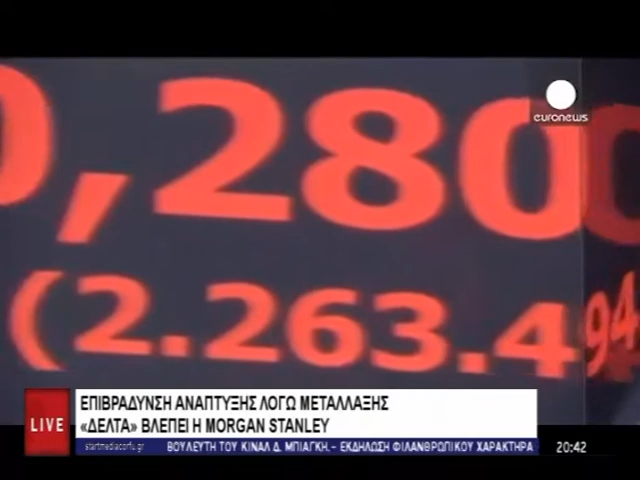 0,280
euronews
(2.263.494
LIVE
ΕΠΙΒΡΑΔΥΝΣΗ ΑΝΑΠΤΥΞΗΣ ΛΟΓΩ ΜΕΤΑΛΛΑΞΗΣ
«ΔΕΛΤΑ» ΒΛΕΠΕΙ Η MORGAN STANLEY
startmediacorfu.gr
ΒΟΥΛΕΥΤΗ ΤΟΥ ΚΙΝΑΛ Δ. ΜΠΙΑΓΚΗ.- ΕΚΔΗΛΩΣΗ ΦΙΛΑΝΘΡΩΠΙΚΟΥ ΧΑΡΑΚΤΗΡΑ
20:42